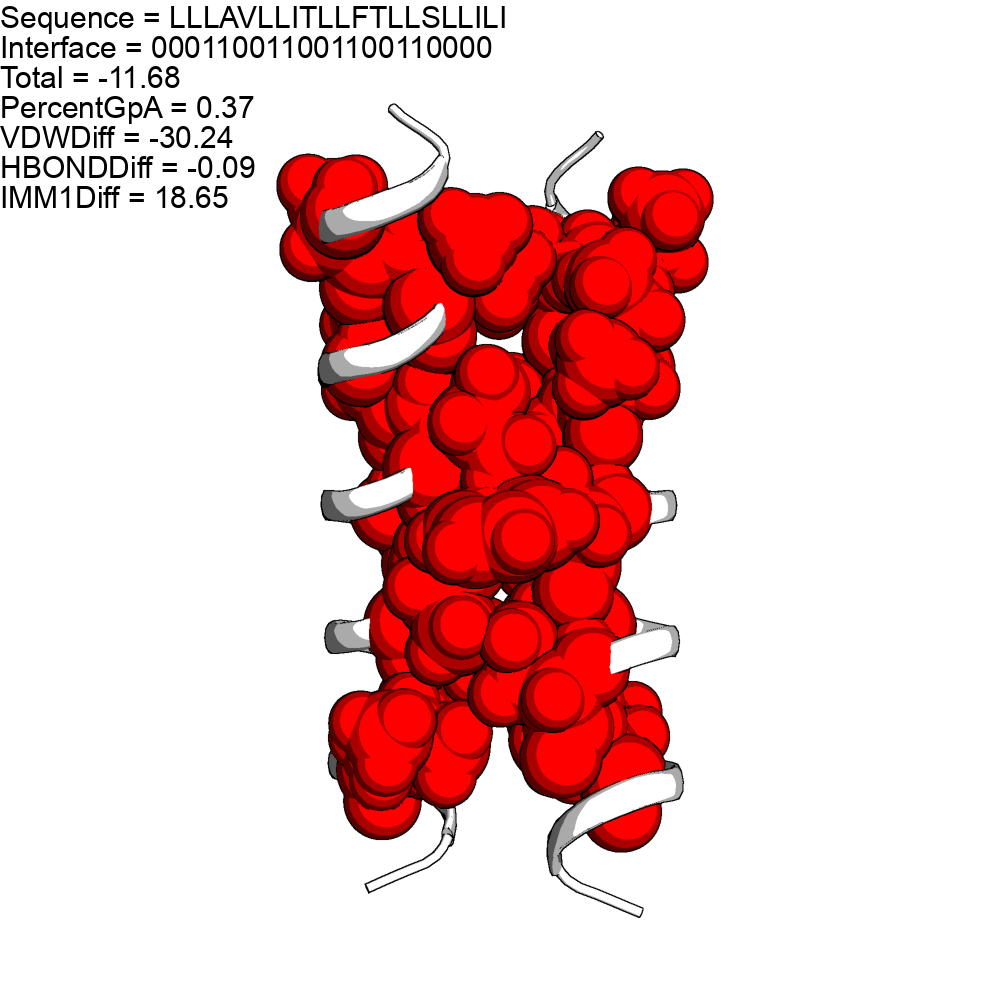 Sequence = LLLAVLLITLLFTLLSLLILI
Interface = 000110011001100110000
Total = -11.68
PercentGpA = 0.37
VDWDiff = -30.24
HBONDDiff = -0.09
IMM1Diff = 18.65